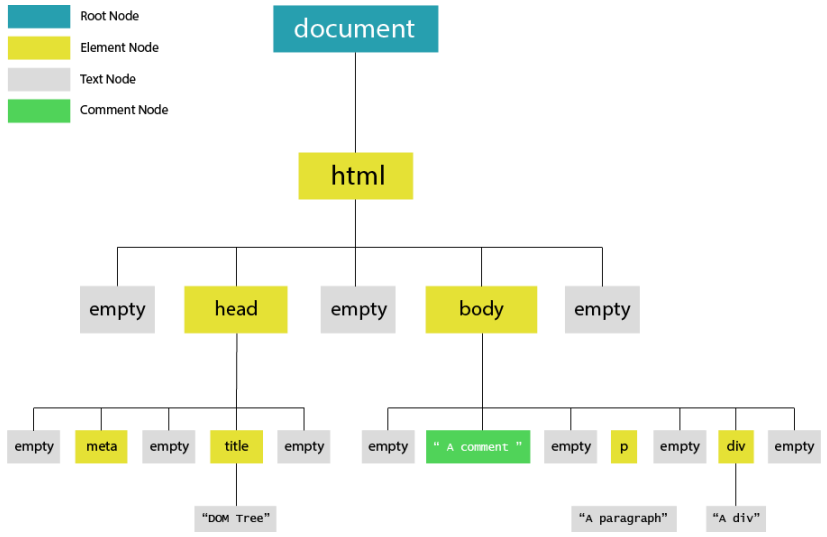 Root Node
Element Node
Text Node
Comment Node
document
html
empty
head
empty
body
empty
empty
meta
empty
title
empty
empty
“ A comment ”
empty
p
empty
div
empty
“DOM Tree”
“A paragraph”
“A div”